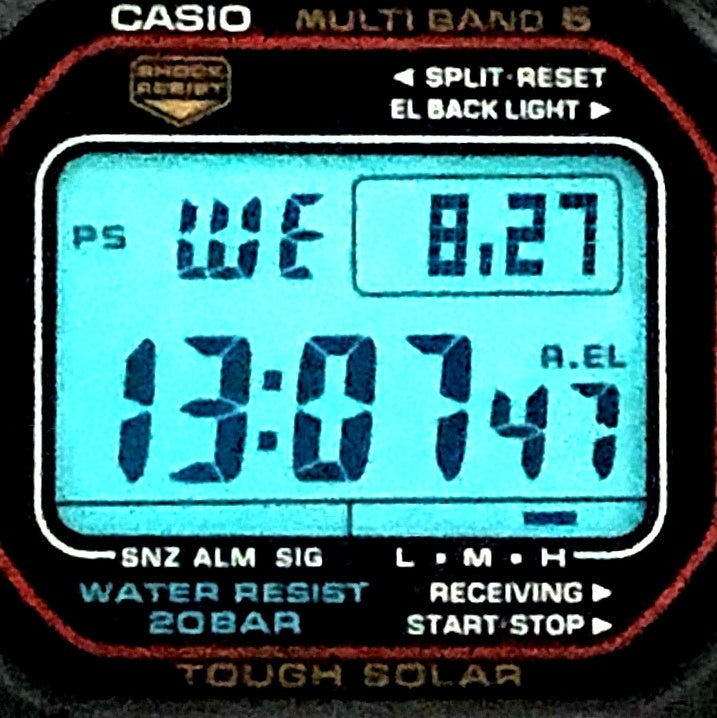 CASIO MULTI BAND 6
SHOCK RESIST
◄ SPLIT·RESET
EL BACK LIGHT ►
PS WE 8.27
A.EL
13:07 47
SNZ ALM SIG L • M • H
WATER RESIST
20BAR
RECEIVING ►
START·STOP ►
TOUGH SOLAR